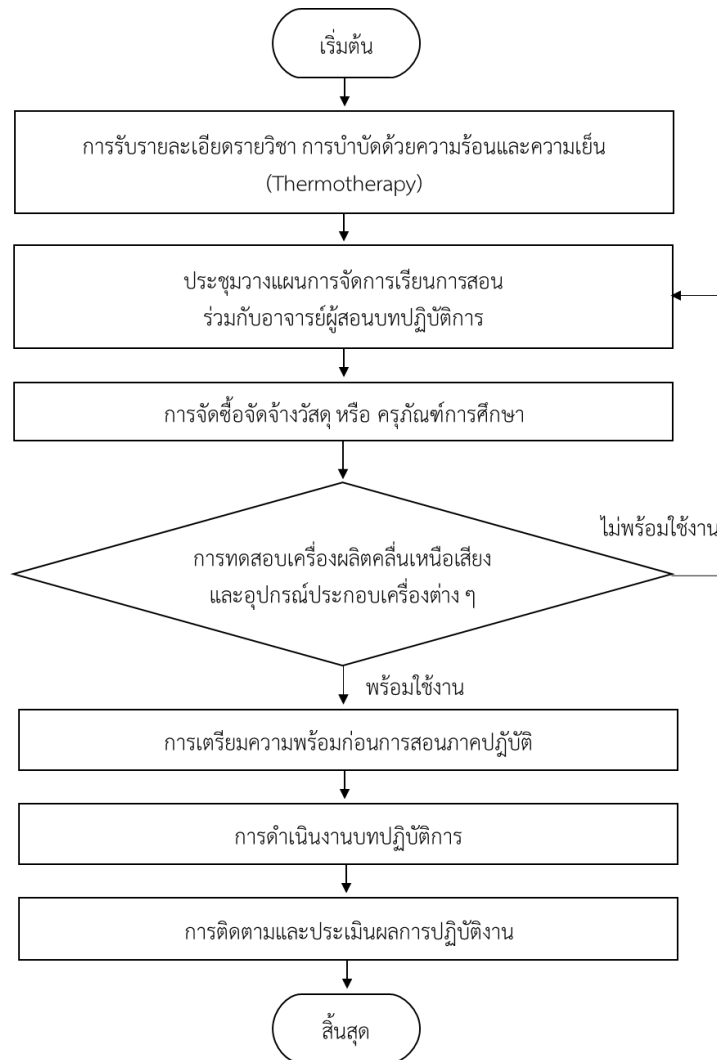 เริ่มต้น
การรับรายละเอียดรายวิชา การบำบัดด้วยความร้อนและความเย็น
(Thermotherapy)
ประชุมวางแผนการจัดการเรียนการสอน
ร่วมกับอาจารย์ผู้สอนบทปฏิบัติการ
การจัดซื้อจัดจ้างวัสดุ หรือ ครุภัณฑ์การศึกษา
ไม่พร้อมใช้งาน
การทดสอบเครื่องผลิตคลื่นเหนือเสียง
และอุปกรณ์ประกอบเครื่องต่าง ๆ
พร้อมใช้งาน
การเตรียมความพร้อมก่อนการสอนภาคปฎิบัติ
การดำเนินงานบทปฏิบัติการ
การติดตามและประเมินผลการปฏิบัติงาน
สิ้นสุด